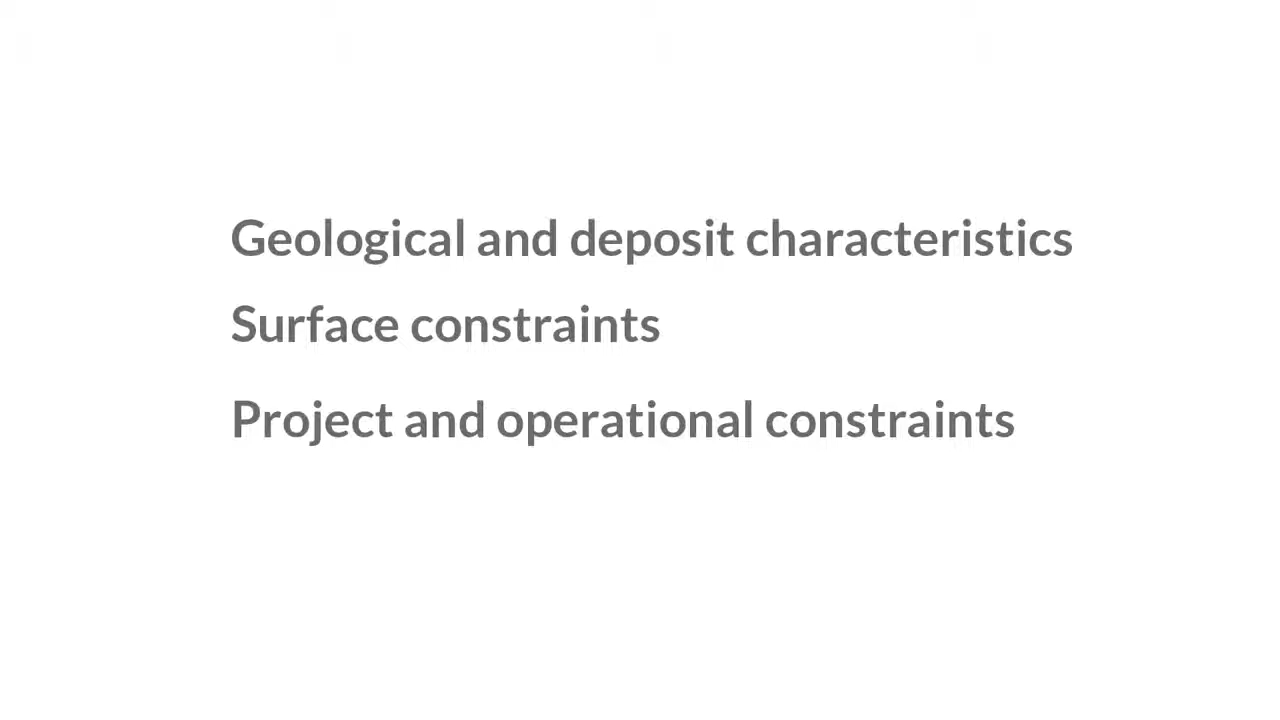 Geological and deposit characteristics
Surface constraints
Project and operational constraints